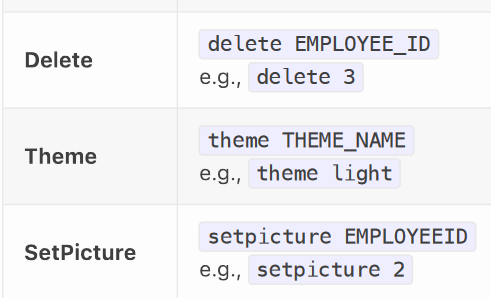 Delete
delete EMPLOYEE_ID
e.g., delete 3
Theme
theme THEME_NAME
e.g., theme light
SetPicture
setpicture EMPLOYEEID
e.g., setpicture 2